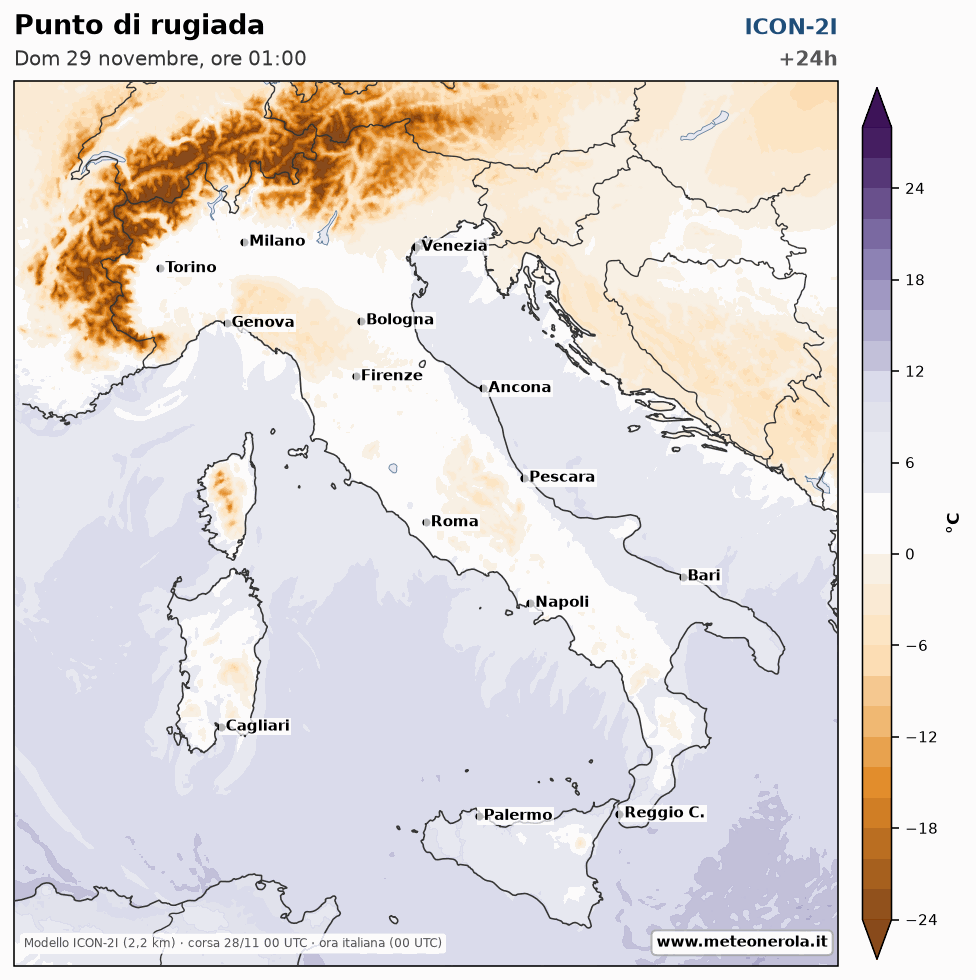 Punto di rugiada
ICON-2I
Dom 29 novembre, ore 01:00
+24h
24
18
12
6
0
−6
−12
−18
−24
°C
Milano
Venezia
Torino
Genova
Bologna
Firenze
Ancona
Pescara
Roma
Bari
Napoli
Cagliari
Palermo
Reggio C.
Modello ICON-2I (2,2 km) · corsa 28/11 00 UTC · ora italiana (00 UTC)
www.meteonerola.it